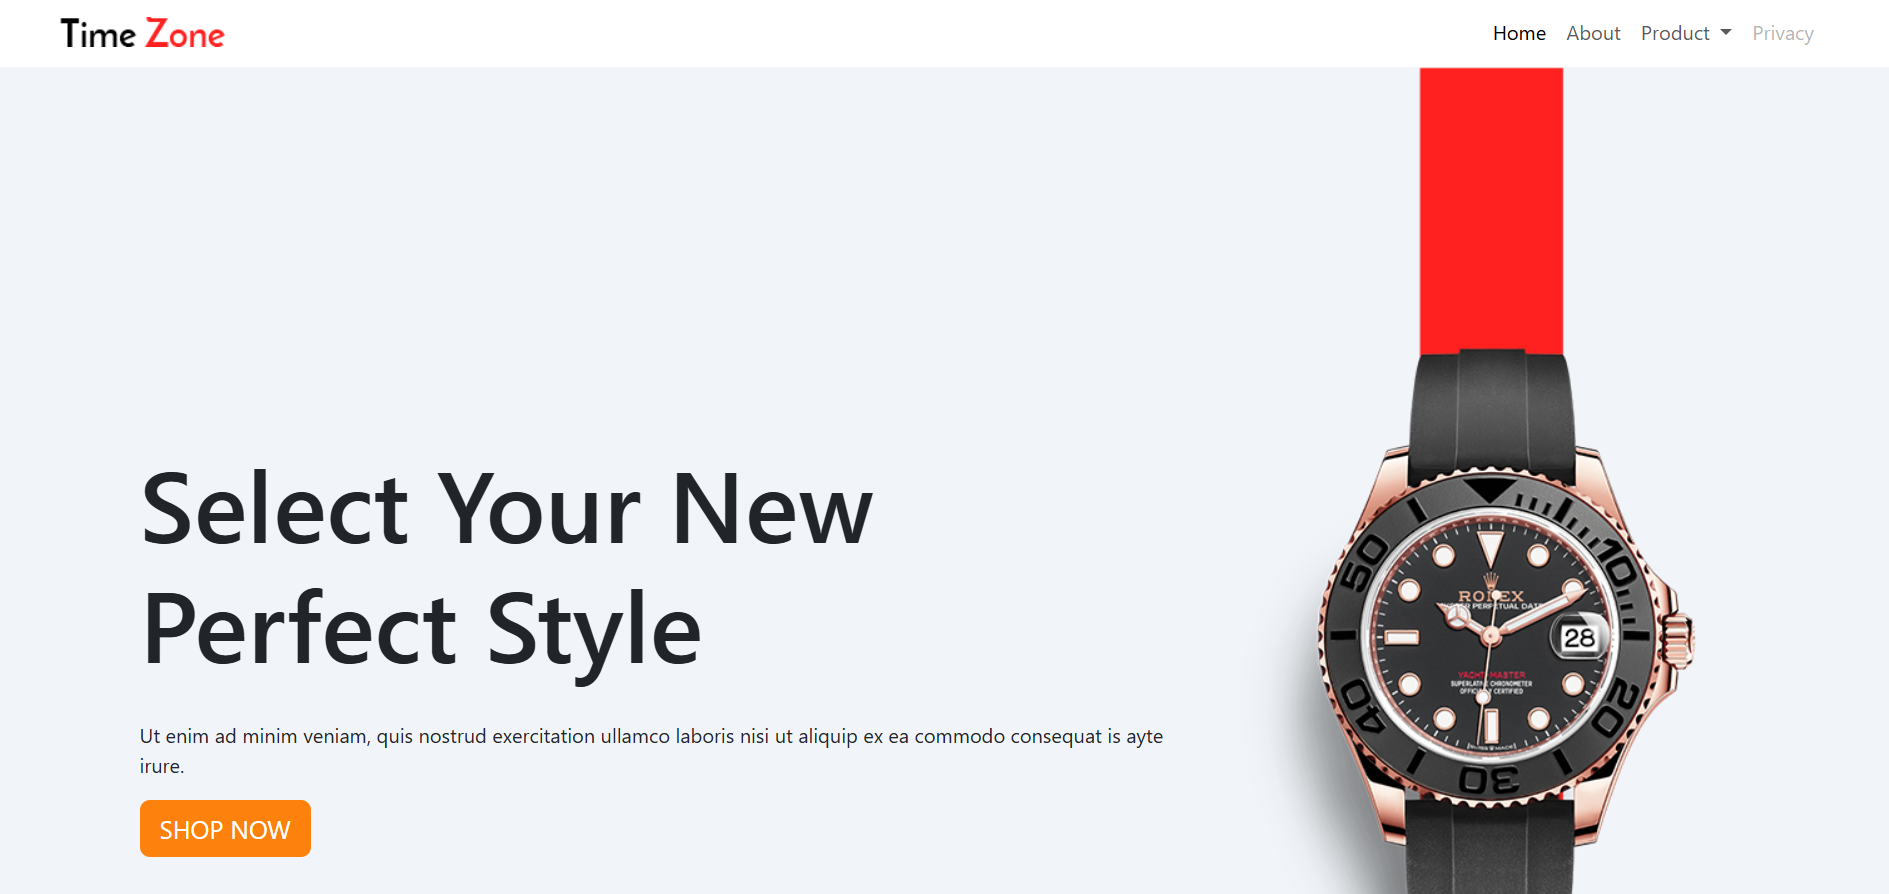 Time Zone
Home About Product Privacy
Select Your New
Perfect Style
Ut enim ad minim veniam, quis nostrud exercitation ullamco laboris nisi ut aliquip ex ea commodo consequat is ayte
irure.
SHOP NOW
10
20
30
40
50
ROLEX
PERPETUAL DATE
28
YACHT-MASTER
SUPERLATIVE CHRONOMETER
OFFICIALLY CERTIFIED
SWISS MADE